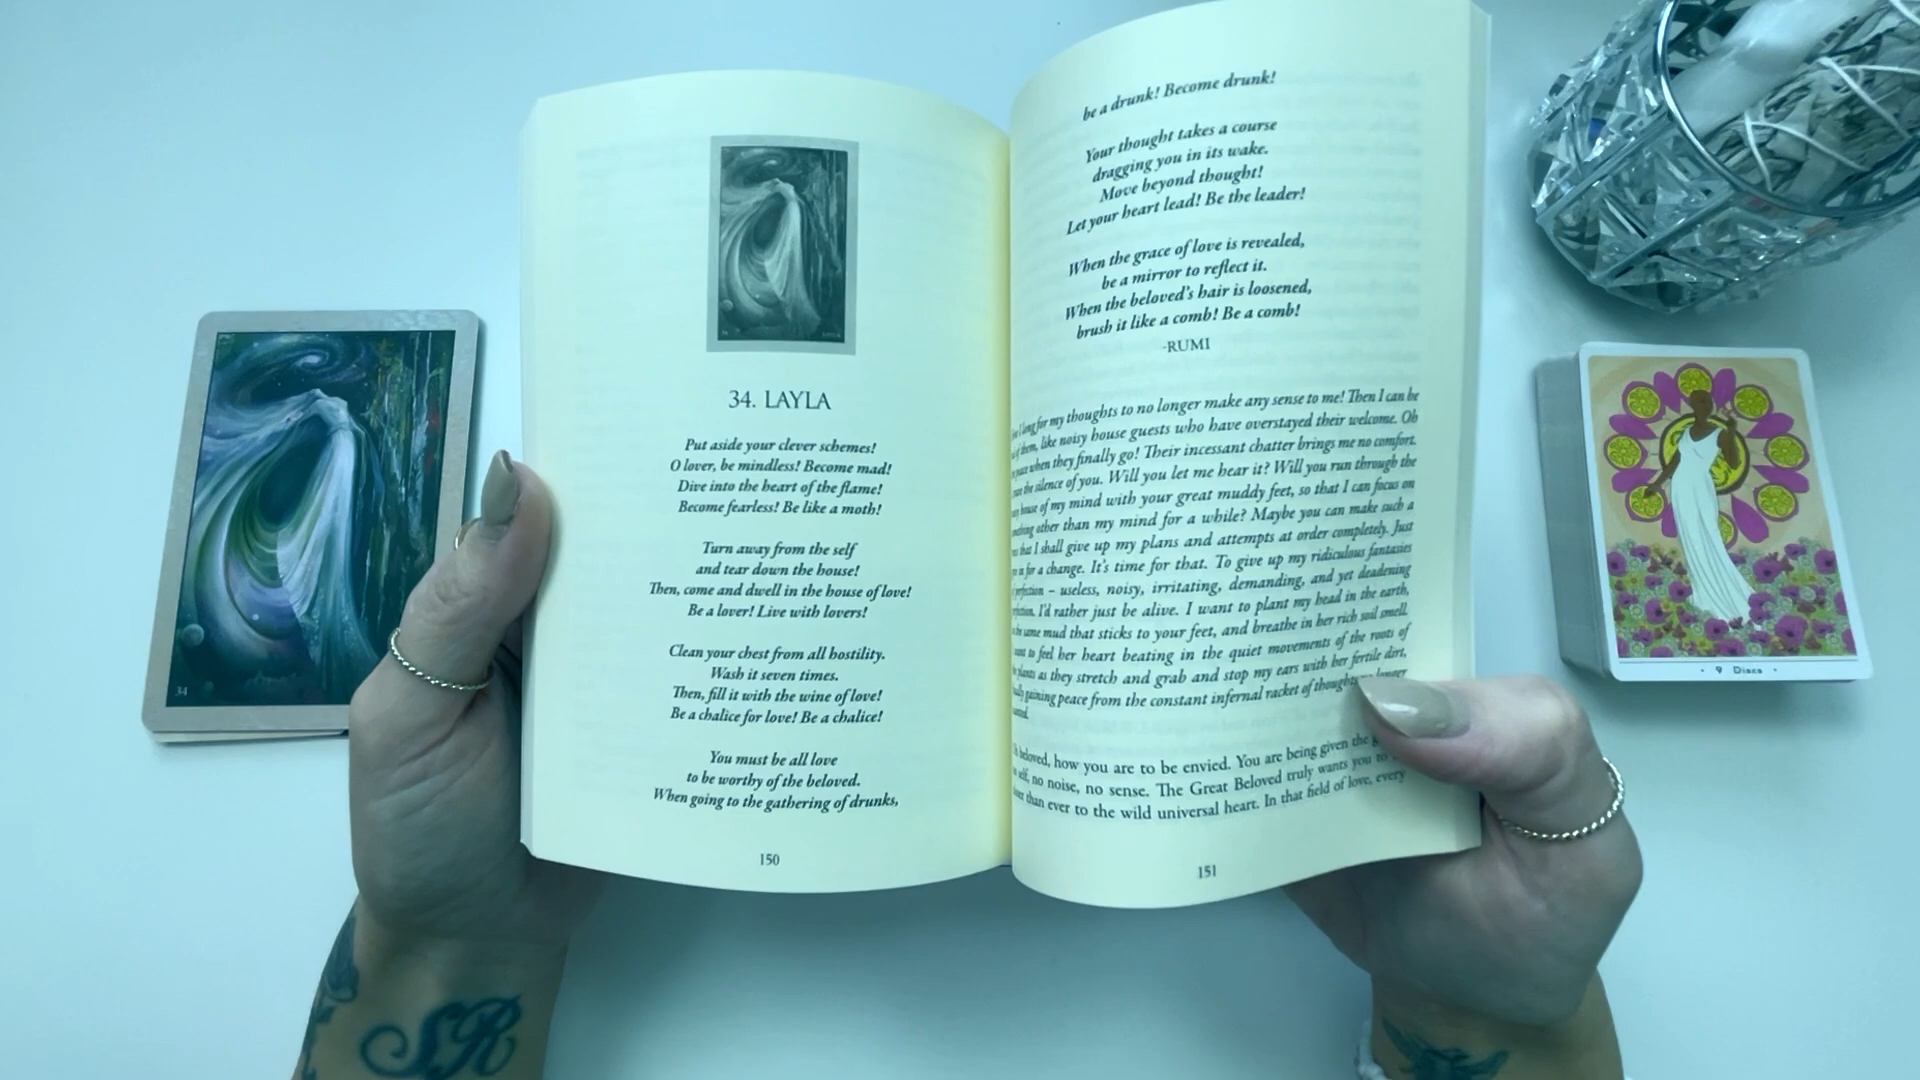 34. LAYLA
Put aside your clever schemes!
O lover, be mindless! Become mad!
Dive into the heart of the flame!
Become fearless! Be like a moth!
Turn away from the self
and tear down the house!
Then, come and dwell in the house of love!
Be a lover! Live with lovers!
Clean your chest from all hostility.
Wash it seven times.
Then, fill it with the wine of love!
Be a chalice for love! Be a chalice!
You must be all love
to be worthy of the beloved.
When going to the gathering of drunks,
150
be a drunk! Become drunk!
Your thought takes a course
dragging you in its wake.
Move beyond thought!
Let your heart lead! Be the leader!
When the grace of love is revealed,
be a mirror to reflect it.
When the beloved's hair is loosened,
brush it like a comb! Be a comb!
-RUMI
I long for my thoughts to no longer make any sense to me! Then I can be
of them, like noisy house guests who have overstayed their welcome. Oh
when they finally go! Their incessant chatter brings me no comfort.
the silence of you. Will you let me hear it? Will you run through the
house of my mind with your great muddy feet, so that I can focus on
other than my mind for a while? Maybe you can make such a
that I shall give up my plans and attempts at order completely. Just
for a change. It's time for that. To give up my ridiculous fantasies
– useless, noisy, irritating, demanding, and yet deadening
I'd rather just be alive. I want to plant my head in the earth,
the same mud that sticks to your feet, and breathe in her rich soil smell.
to feel her heart beating in the quiet movements of the roots of
plants as they stretch and grab and stop my ears with her fertile dirt,
gaining peace from the constant infernal racket of thoughts no longer
beloved, how you are to be envied. You are being given the
self, no noise, no sense. The Great Beloved truly wants you to
than ever to the wild universal heart. In that field of love, every
151
34
9 Discs
SR